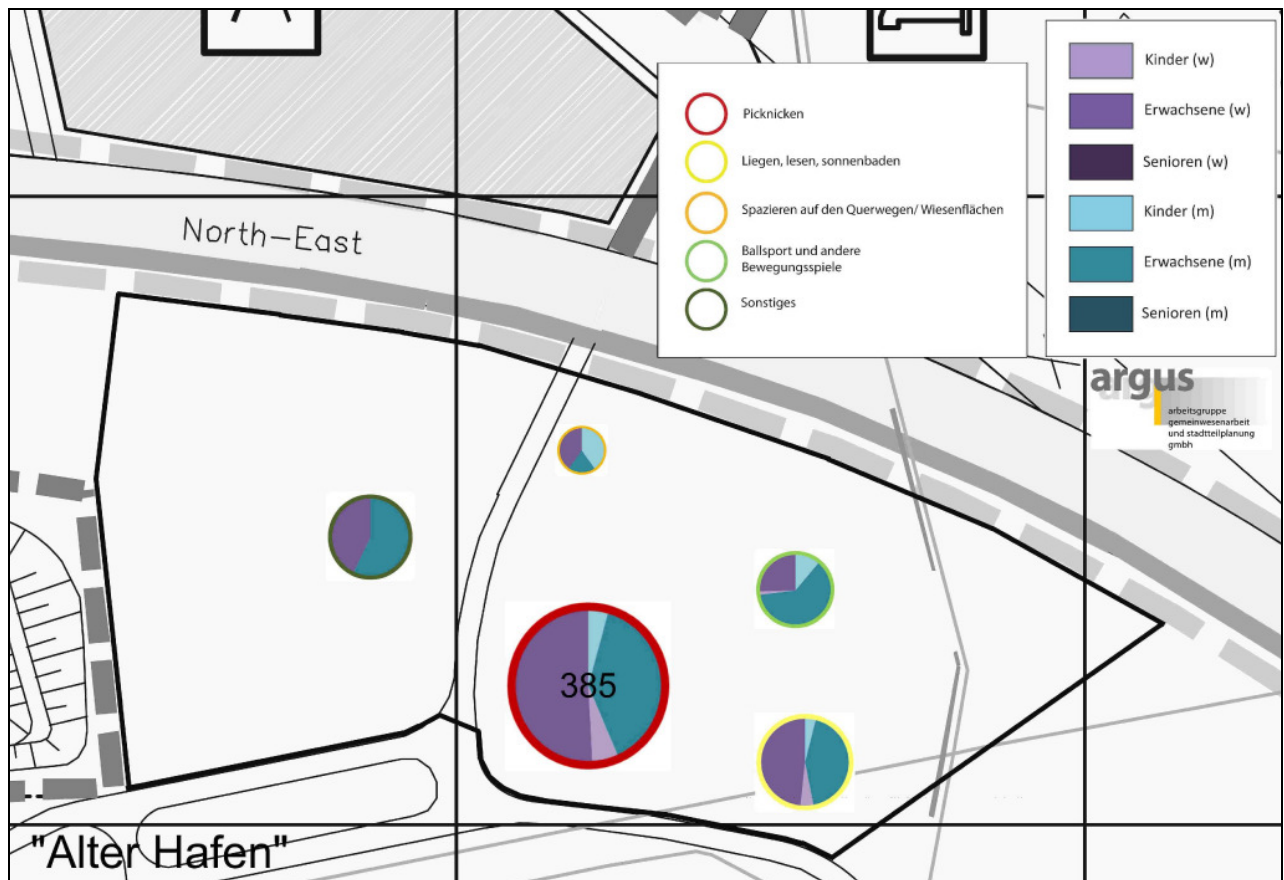 North-East
Picknicken
Liegen, lesen, sonnenbaden
Spazieren auf den Querwegen/ Wiesenflächen
Ballsport und andere
Bewegungsspiele
Sonstiges
Kinder (w)
Erwachsene (w)
Senioren (w)
Kinder (m)
Erwachsene (m)
Senioren (m)
argus
arbeitsgruppe
gemeinwesenarbeit
und stadtteilplanung
gmbh
385
"Alter Hafen"